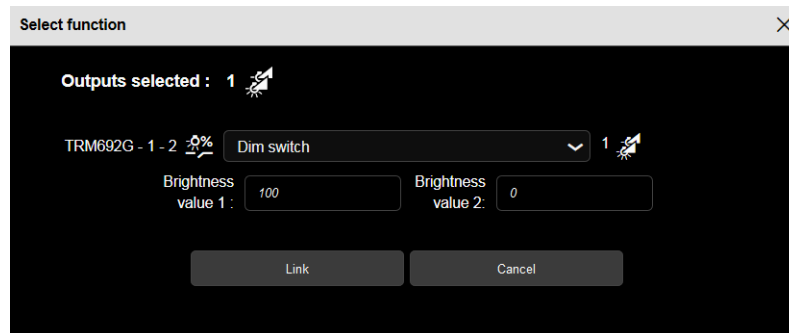 Select function
Outputs selected : 1
TRM692G - 1 - 2 % Dim switch 1
Brightness value 1 : 100 Brightness value 2: 0
Link Cancel